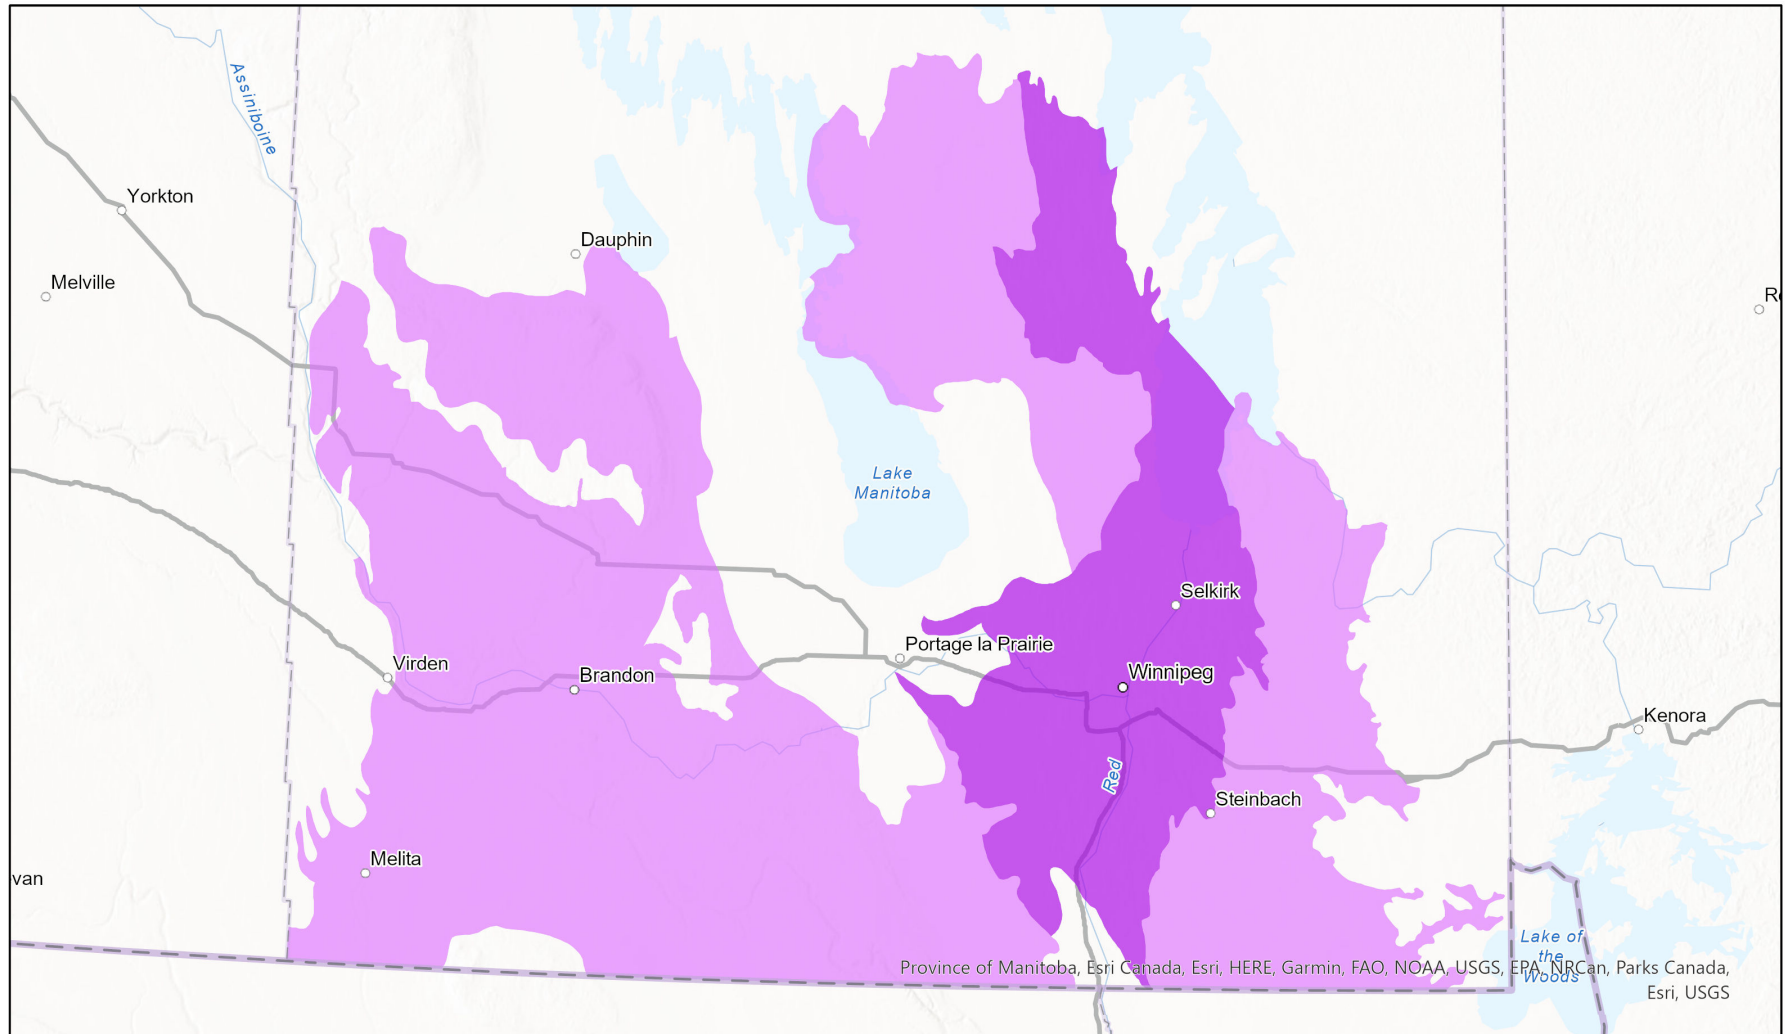 Assiniboine
Yorkton
Dauphin
Melville
Lake
Manitoba
Selkirk
Portage la Prairie
Virden
Brandon
Winnipeg
Kenora
Red
Steinbach
Melita
van
Lake of
the
Woods
Province of Manitoba, Esri Canada, Esri, HERE, Garmin, FAO, NOAA, USGS, EPA, NRCan, Parks Canada,
Esri, USGS